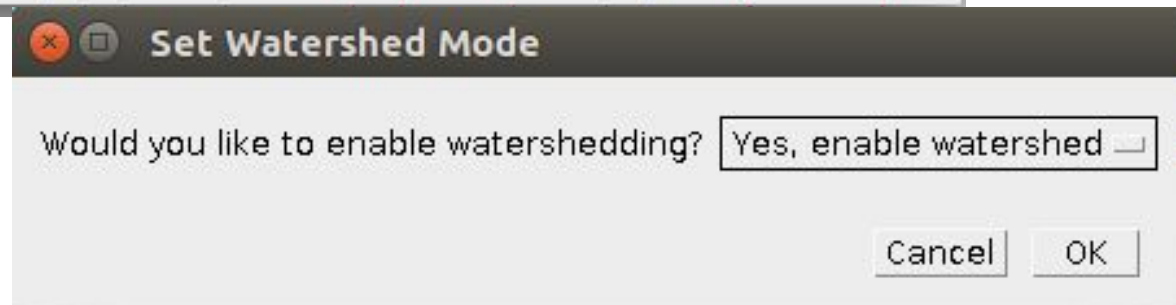 Set Watershed Mode
Would you like to enable watershedding? Yes, enable watershed
Cancel OK